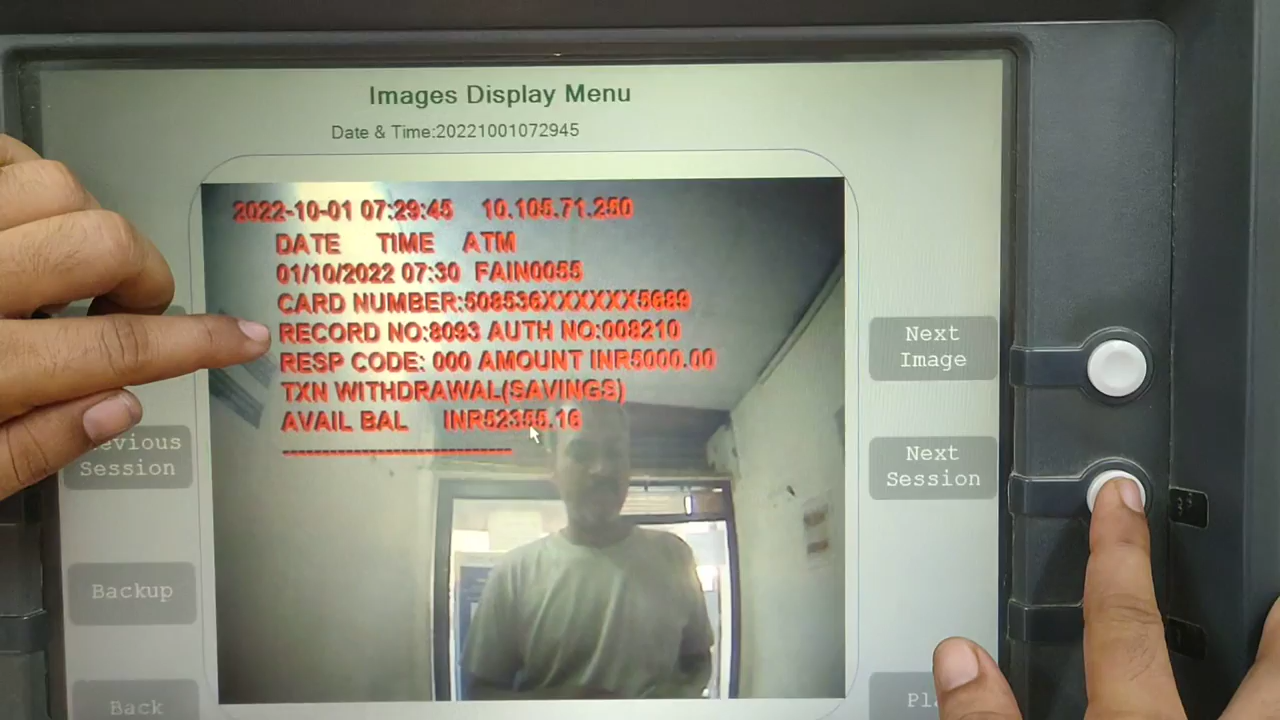 Images Display Menu
Date & Time:20221001072945
2022-10-01 07:29:45 10.105.71.250
DATE TIME ATM
01/10/2022 07:30 FAIN0055
CARD NUMBER:508536XXXXXX5689
RECORD NO:8093 AUTH NO:008210
RESP CODE: 000 AMOUNT INR5000.00
TXN WITHDRAWAL(SAVINGS)
AVAIL BAL INR52355.16
----------------------------
Next
Image
Session
Next
Session
Backup
Back